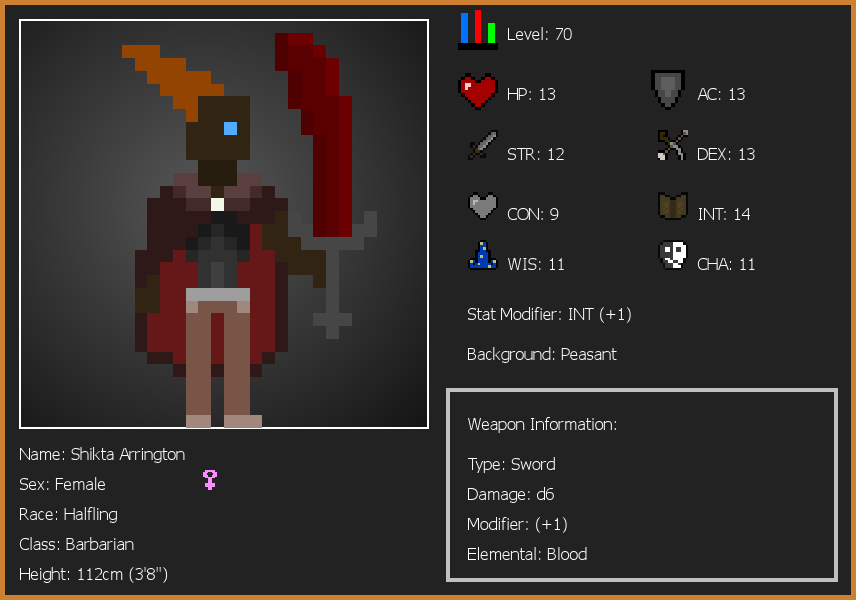 Level: 70
HP: 13
AC: 13
STR: 12
DEX: 13
CON: 9
INT: 14
WIS: 11
CHA: 11
Stat Modifier: INT (+1)
Background: Peasant
Weapon Information:
Type: Sword
Damage: d6
Modifier: (+1)
Elemental: Blood
Name: Shikta Arrington
Sex: Female
Race: Halfling
Class: Barbarian
Height: 112cm (3'8")